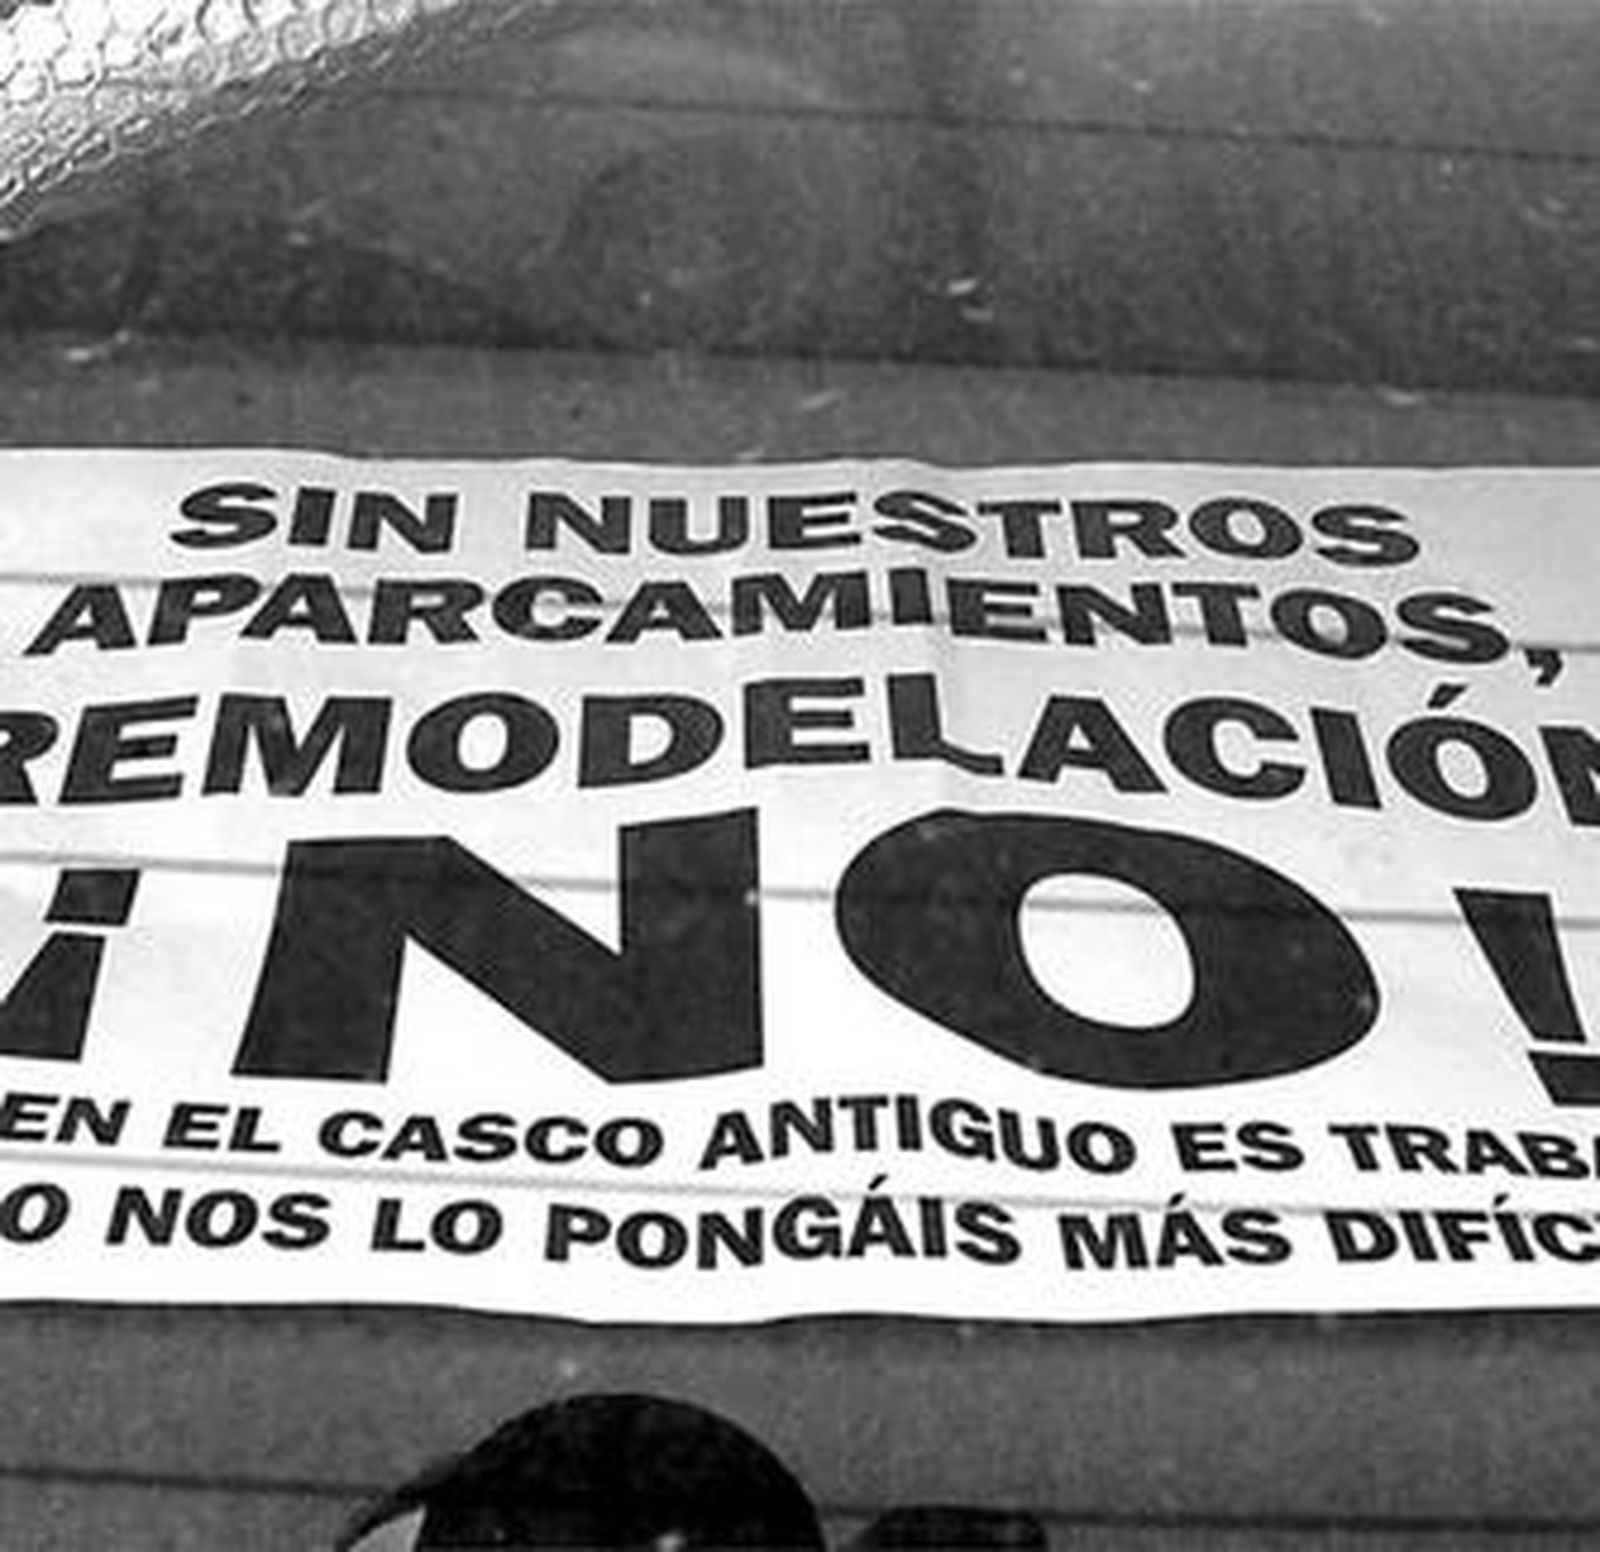 SIN NUESTROS
APARCAMIENTOS,
REMODELACIÓN
¡NO!
EN EL CASCO ANTIGUO ES
NOS LO PONGÁIS MÁS